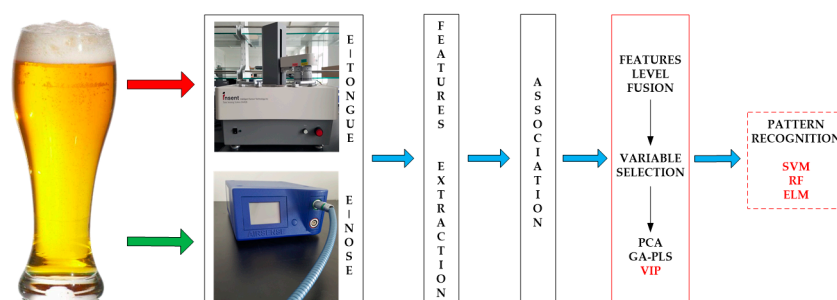 E-TONGUE
insent
E-NOSE
FEATURES EXTRACTION
ASSOCIATION
FEATURES
LEVEL
FUSION
VARIABLE
SELECTION
PCA
GA-PLS
VIP
PATTERN
RECOGNITION
SVM
RF
ELM